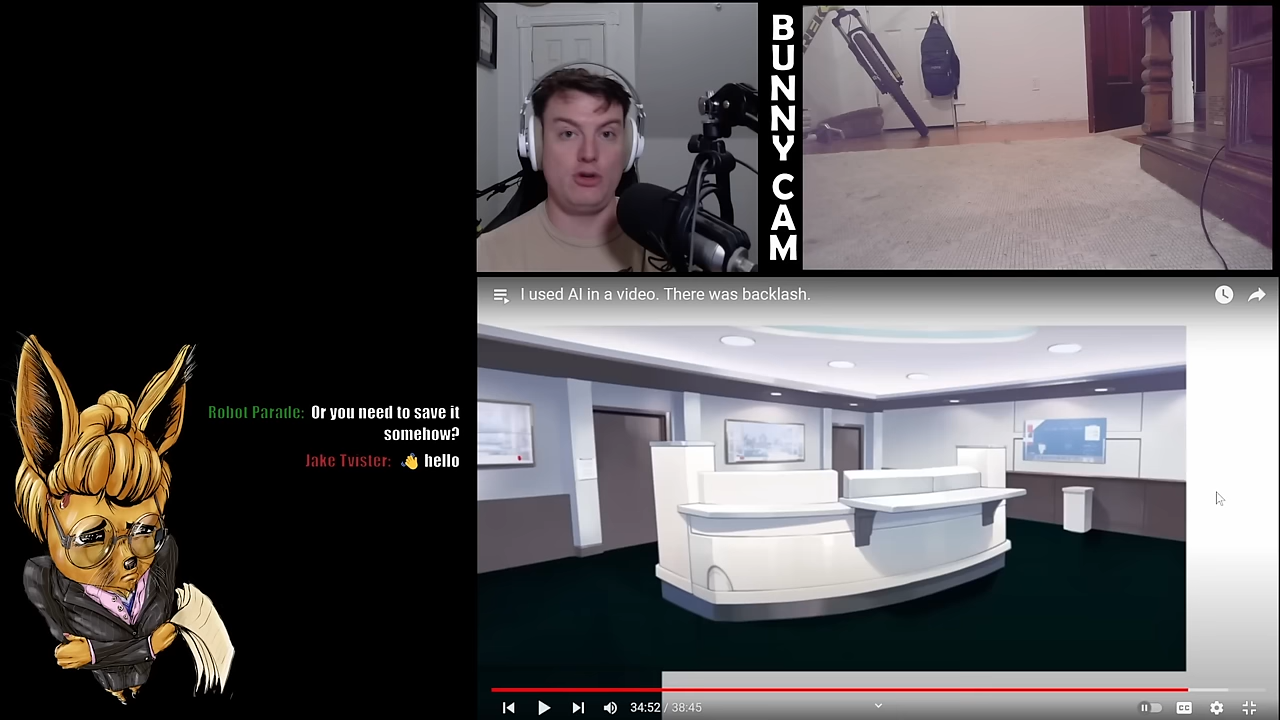 BUNNY CAM
I used AI in a video. There was backlash.
Robot Parade: Or you need to save it
somehow?
Jake Tvister: 👋 hello
34:52 / 38:45
CC